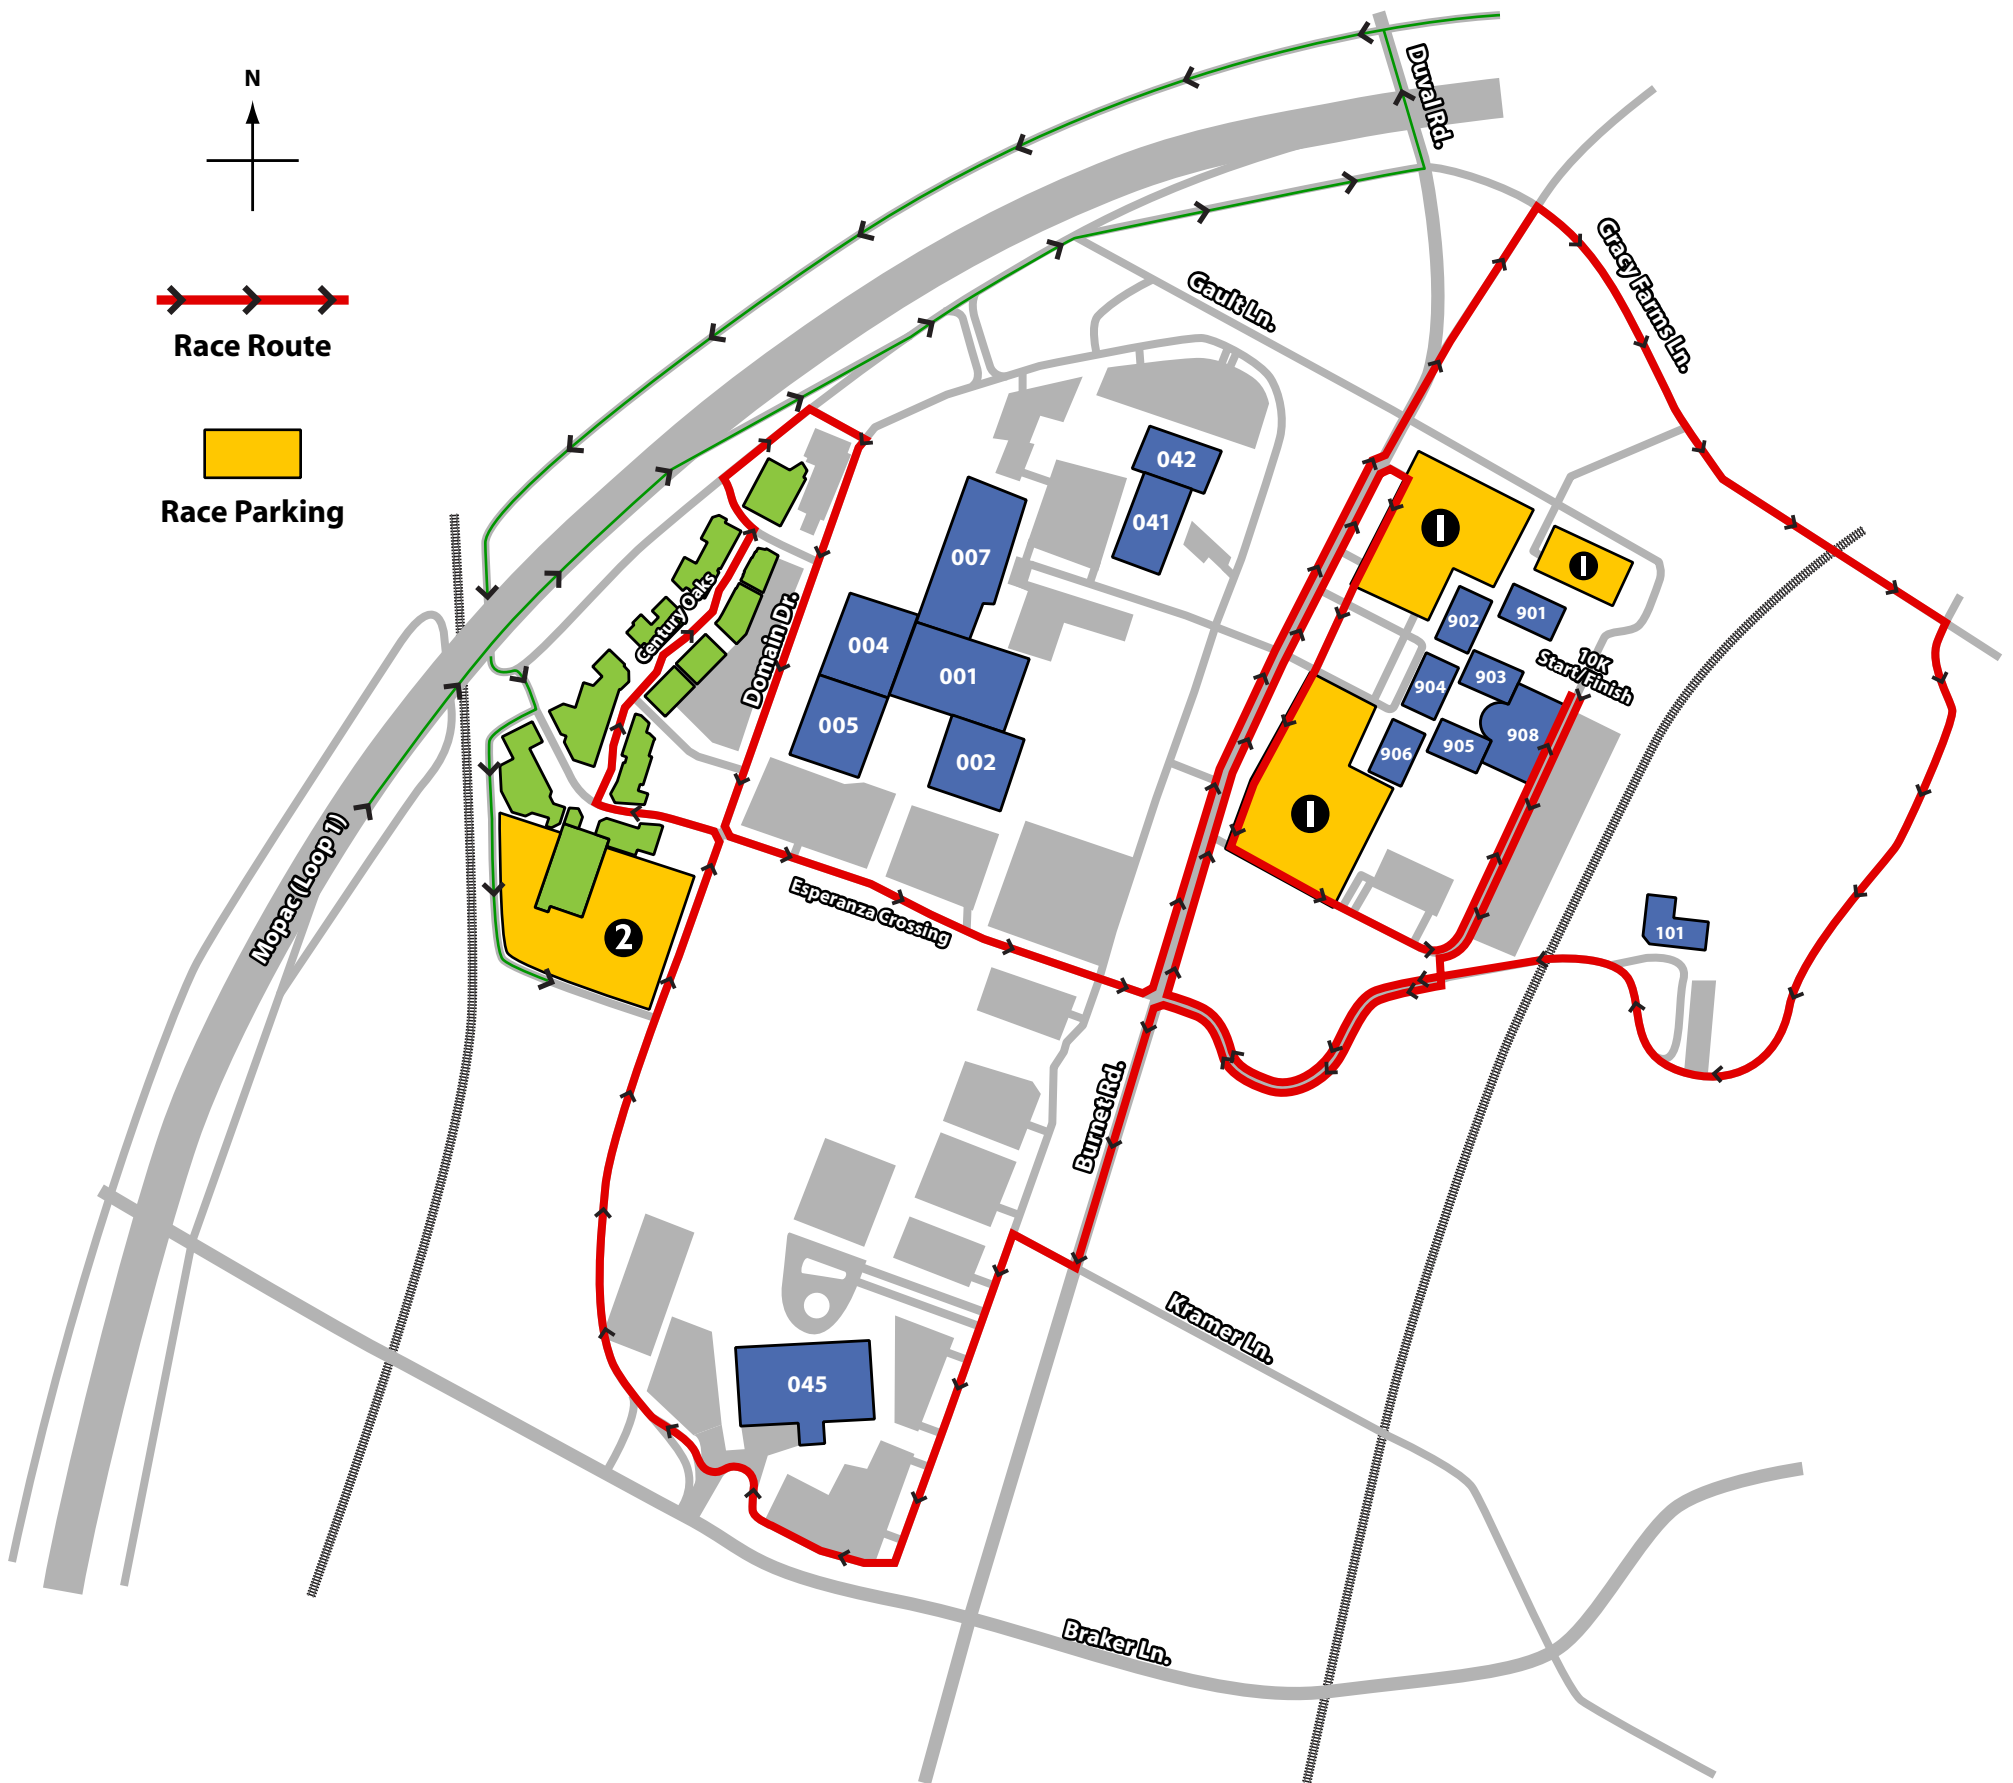 N
Race Route
Race Parking
Duval Rd.
Gracy Farms Ln.
Gault Ln.
042
041
007
1
1
902
901
Century Oaks
Domain Dr.
004
001
005
002
904
903
10K
Start/Finish
906
905
908
1
Mopac (Loop 1)
2
Esperanza Crossing
101
Burnet Rd.
Kramer Ln.
045
Braker Ln.